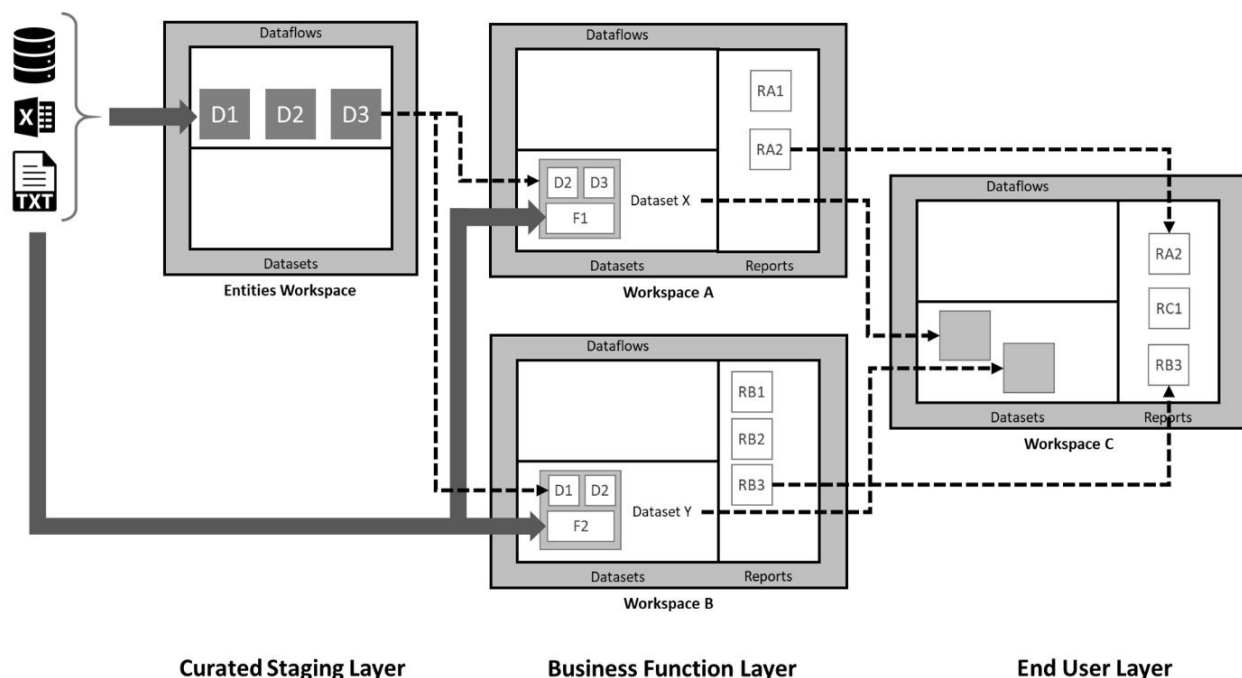 X
TXT
Dataflows
D1 D2 D3
Datasets
Entities Workspace
Dataflows
RA1
RA2
D2 D3
F1
Dataset X
Datasets
Reports
Workspace A
Dataflows
RB1
RB2
RB3
D1 D2
F2
Dataset Y
Datasets
Reports
Workspace B
Dataflows
RA2
RC1
RB3
Datasets
Reports
Workspace C
Curated Staging Layer
Business Function Layer
End User Layer